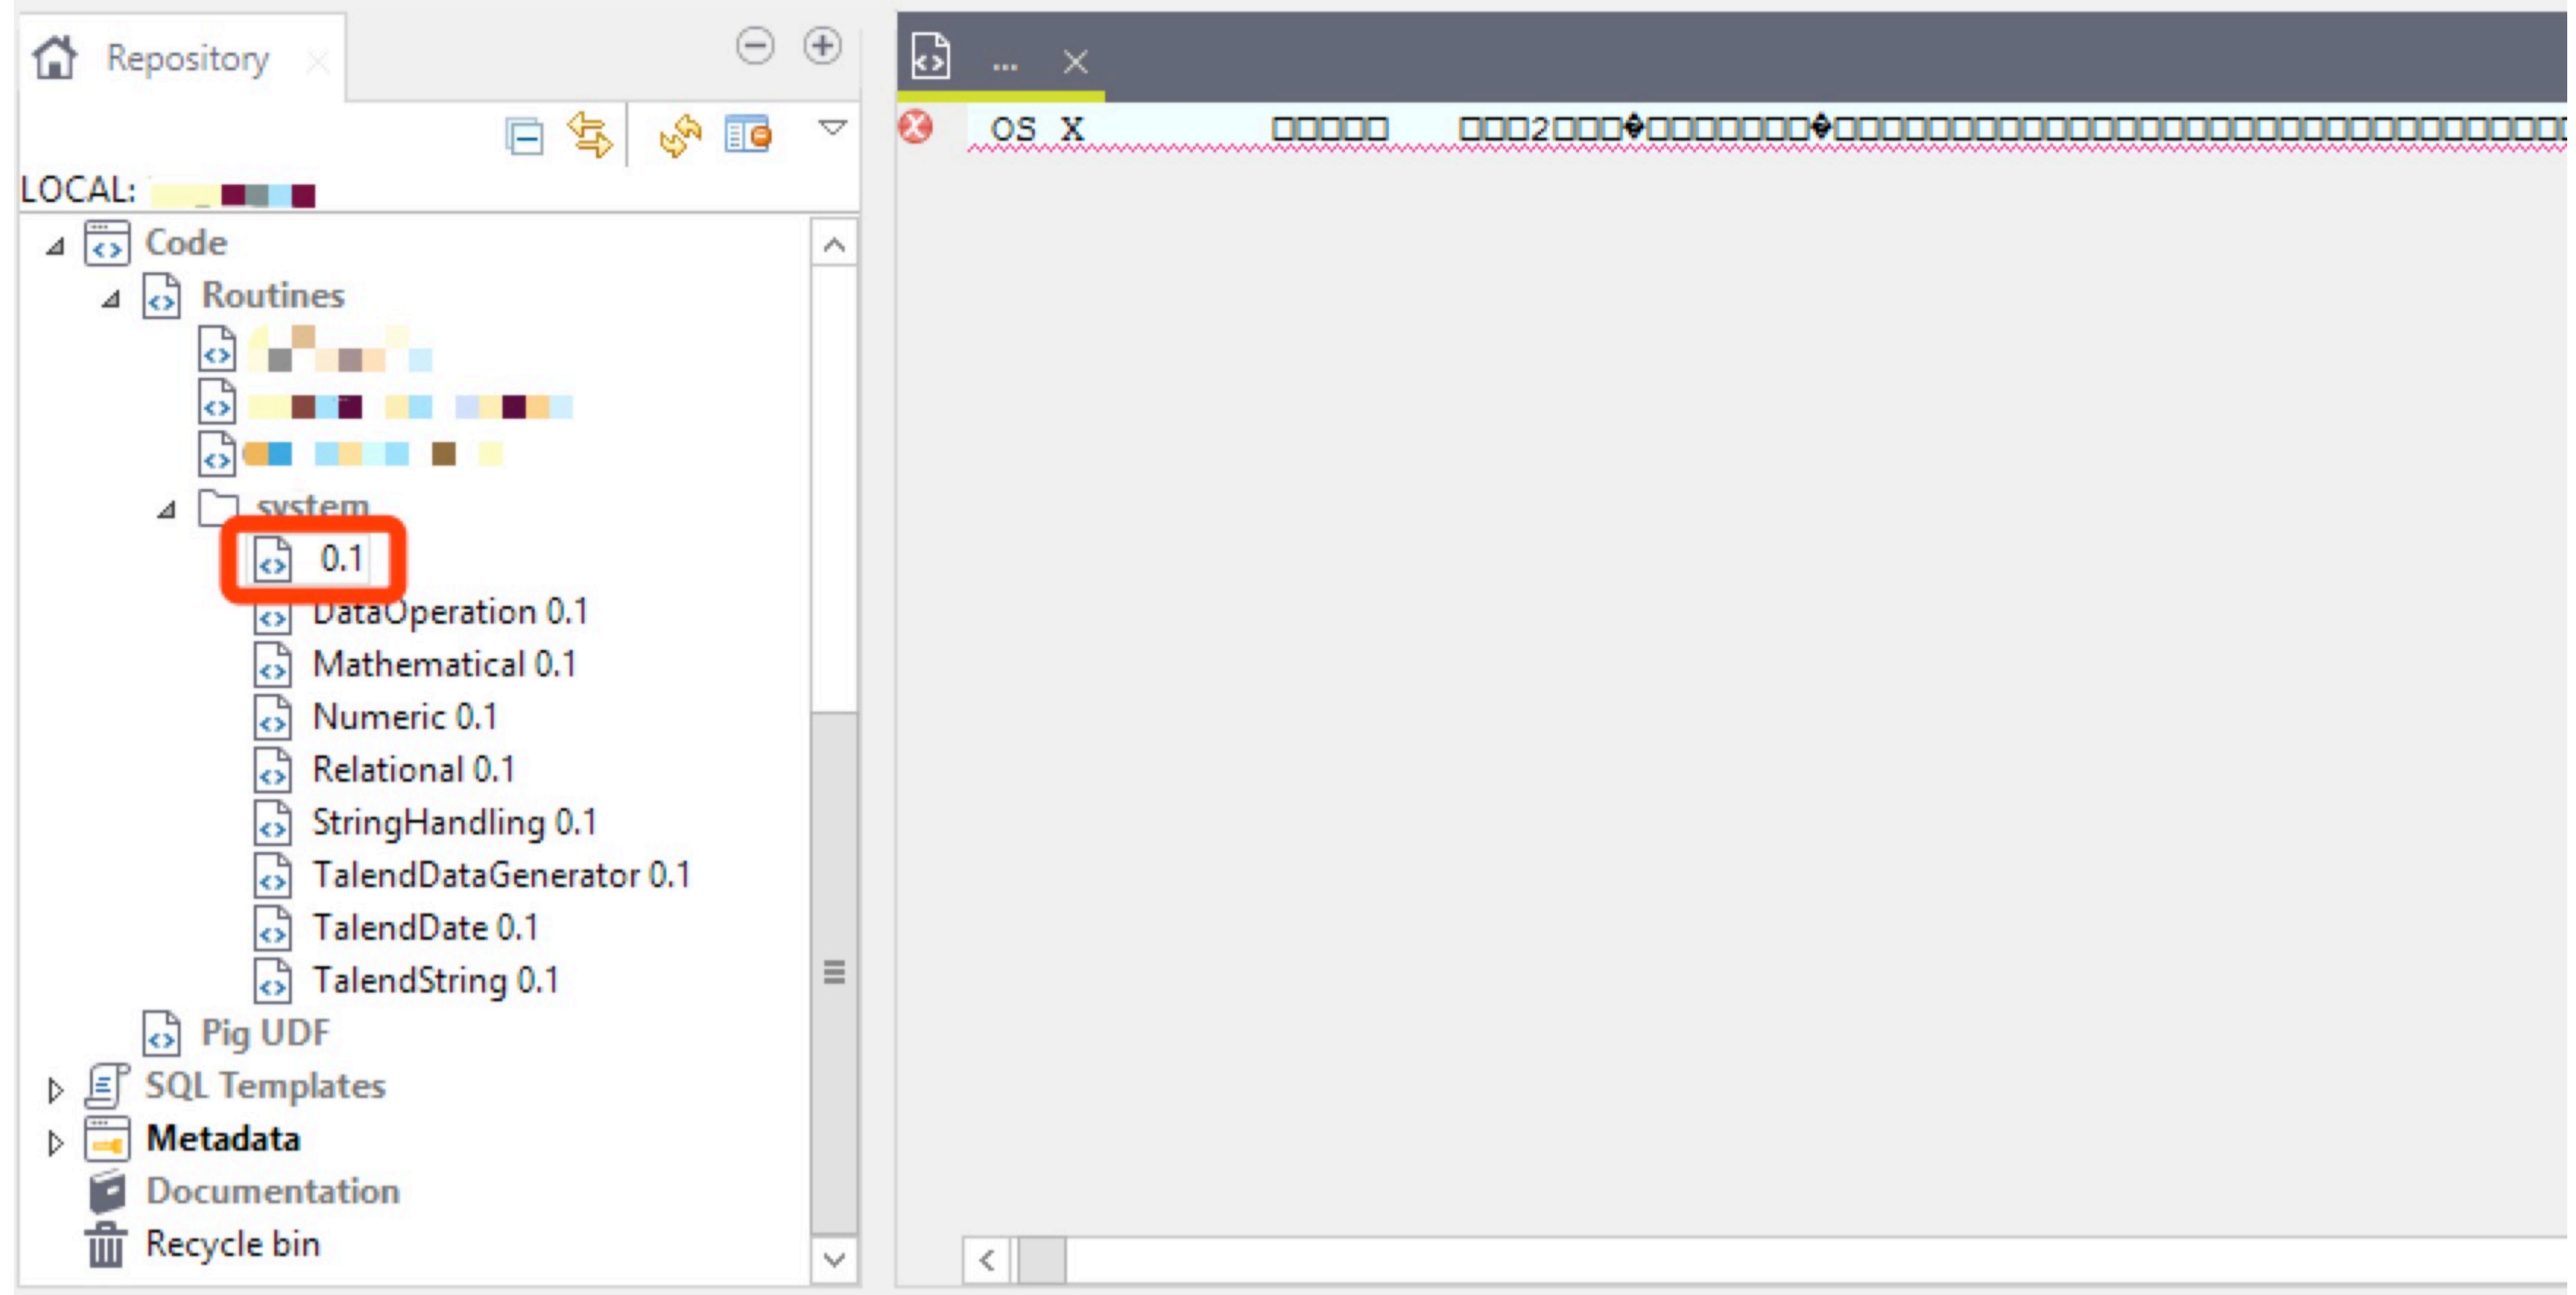 Repository
...
OS X 2
LOCAL:
Code
Routines
system
0.1
DataOperation 0.1
Mathematical 0.1
Numeric 0.1
Relational 0.1
StringHandling 0.1
TalendDataGenerator 0.1
TalendDate 0.1
TalendString 0.1
Pig UDF
SQL Templates
Metadata
Documentation
Recycle bin